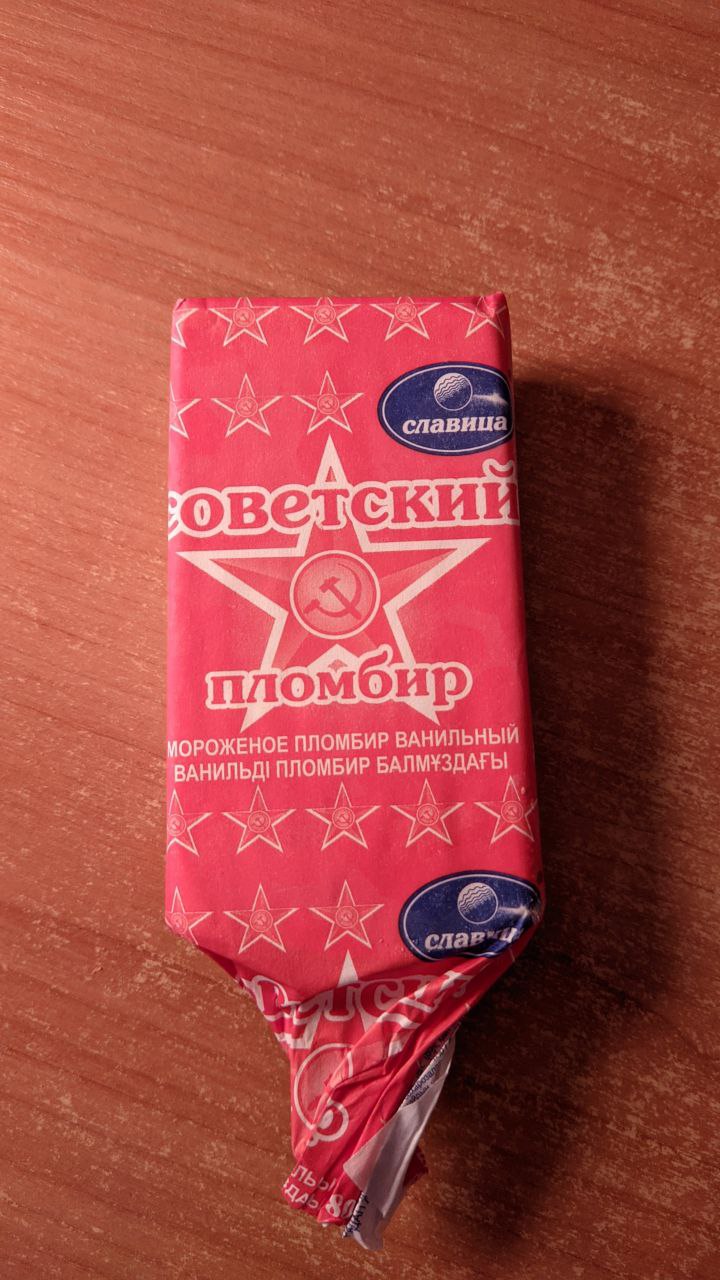 славица
советский
пломбир
МОРОЖЕНОЕ ПЛОМБИР ВАНИЛЬНЫЙ
ВАНИЛЬДІ ПЛОМБИР БАЛМҰЗДАҒЫ
славица